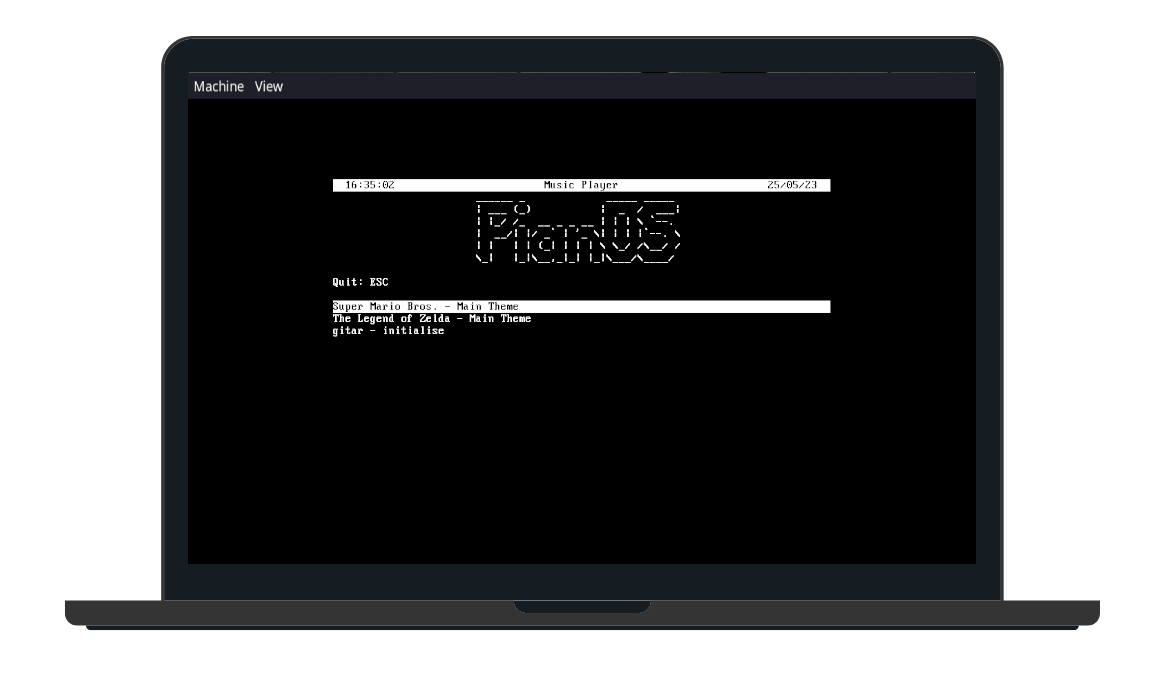 Machine View
16:35:02 Music Player 25/05/23
PianOS
Quit: ESC
Super Mario Bros. - Main Theme
The Legend of Zelda - Main Theme
gitar - initialise